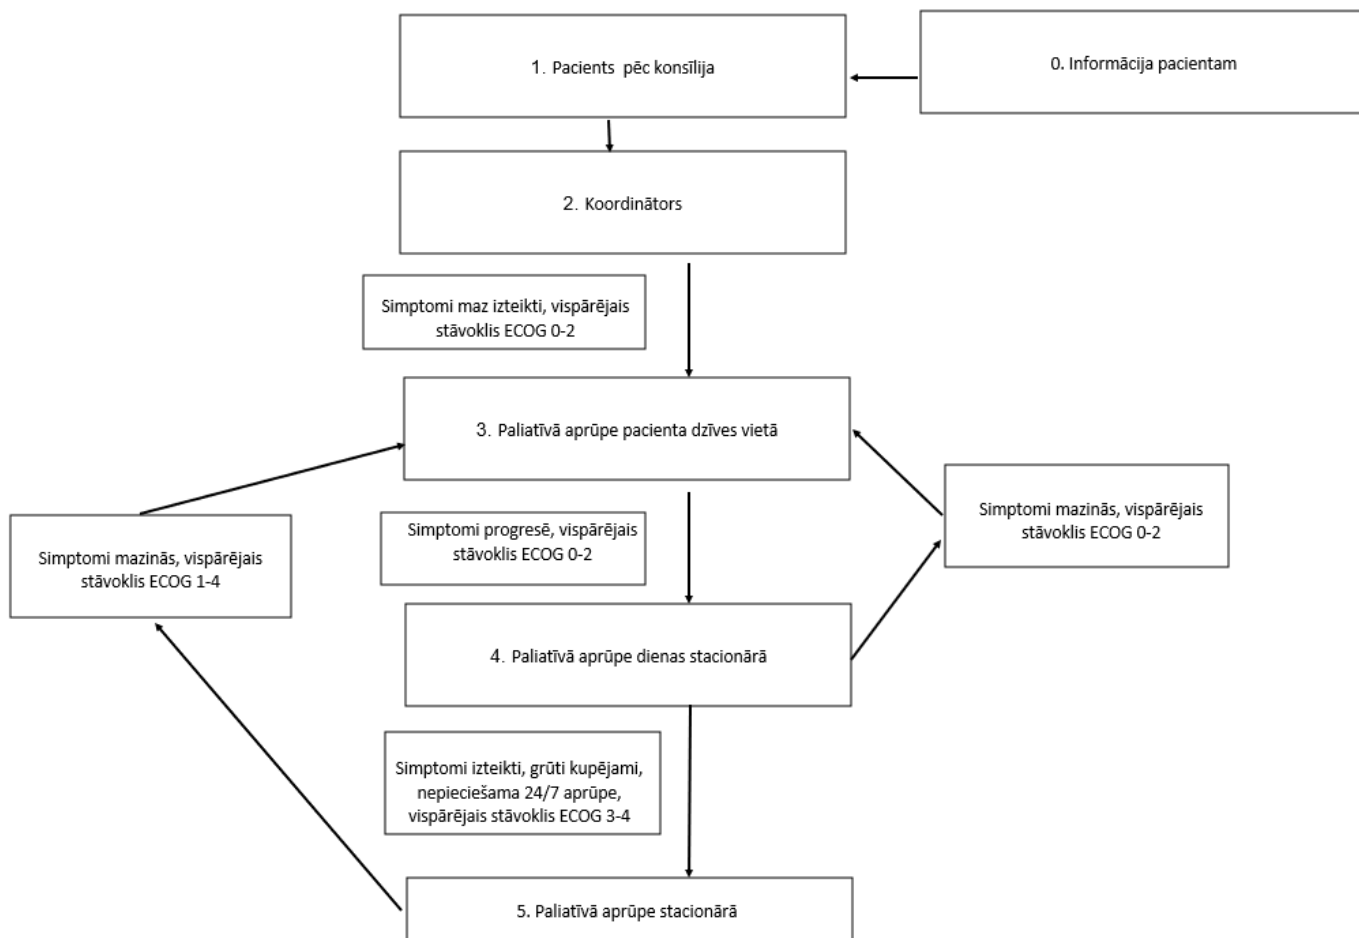 1. Pacients pēc konsīlija
0. Informācija pacientam
2. Koordinātors
Simptomi maz izteikti, vispārējais
stāvoklis ECOG 0-2
3. Paliatīvā aprūpe pacienta dzīves vietā
Simptomi mazinās, vispārējais
stāvoklis ECOG 0-2
Simptomi progresē, vispārējais
stāvoklis ECOG 0-2
Simptomi mazinās, vispārējais
stāvoklis ECOG 1-4
4. Paliatīvā aprūpe dienas stacionārā
Simptomi izteikti, grūti kupējami,
nepieciešama 24/7 aprūpe,
vispārējais stāvoklis ECOG 3-4
5. Paliatīvā aprūpe stacionārā